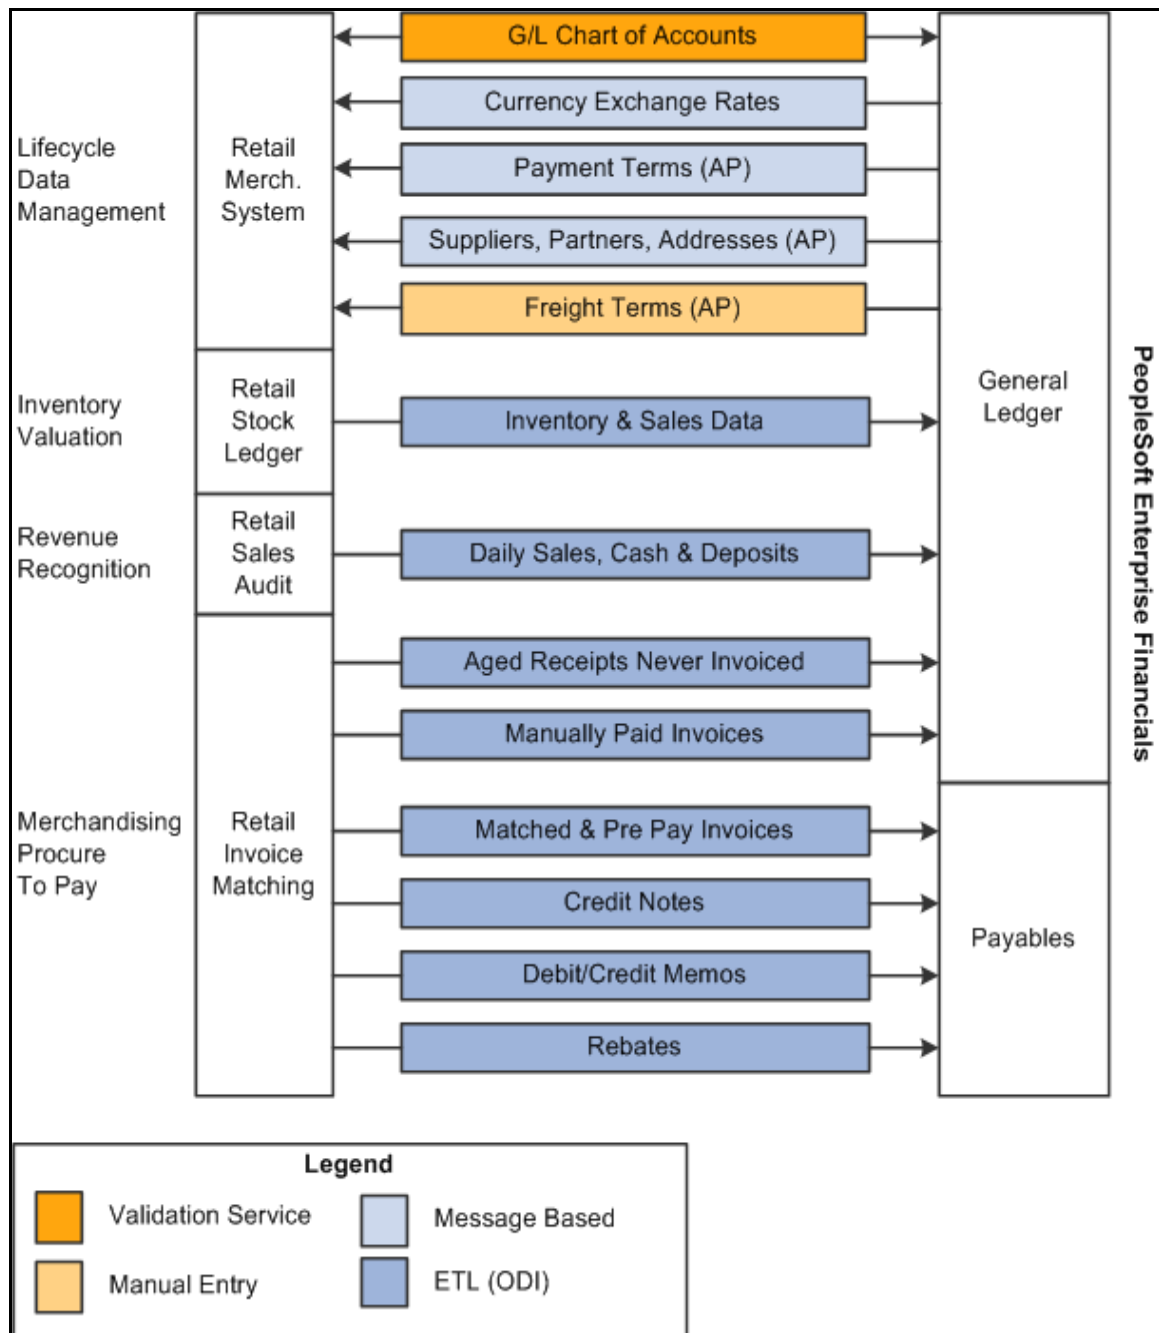 G/L Chart of Accounts
Currency Exchange Rates
Payment Terms (AP)
Suppliers, Partners, Addresses (AP)
Freight Terms (AP)
Lifecycle
Data
Management
Retail
Merch.
System
Inventory
Valuation
Retail
Stock
Ledger
Inventory & Sales Data
General
Ledger
PeopleSoft Enterprise Financials
Revenue
Recognition
Retail
Sales
Audit
Daily Sales, Cash & Deposits
Aged Receipts Never Invoiced
Manually Paid Invoices
Merchandising
Procure
To Pay
Retail
Invoice
Matching
Matched & Pre Pay Invoices
Credit Notes
Debit/Credit Memos
Rebates
Payables
Legend
Validation Service
Message Based
Manual Entry
ETL (ODI)